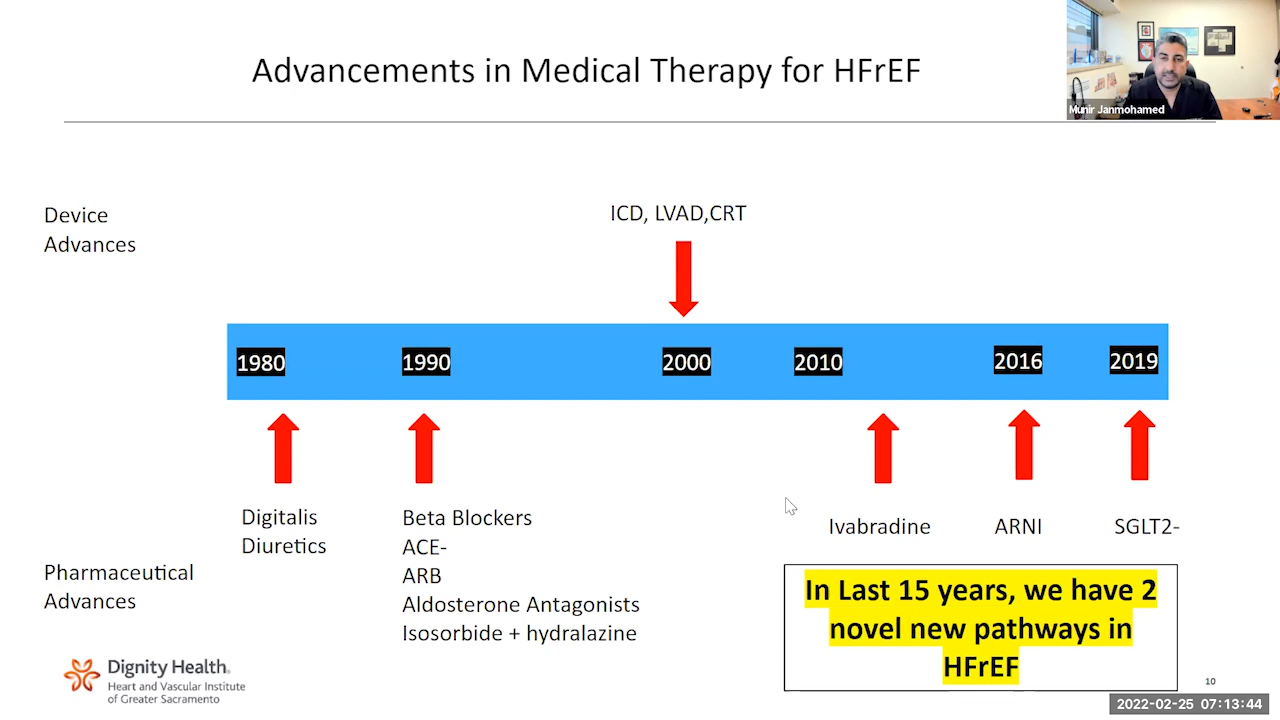 Advancements in Medical Therapy for HFrEF
Munir Janmohamed
Device
Advances
ICD, LVAD,CRT
1980
1990
2000
2010
2016
2019
Digitalis
Diuretics
Beta Blockers
ACE-
ARB
Aldosterone Antagonists
Isosorbide + hydralazine
Ivabradine
ARNI
SGLT2-
Pharmaceutical
Advances
In Last 15 years, we have 2
novel new pathways in
HFrEF
Dignity Health.
Heart and Vascular Institute
of Greater Sacramento
10
2022-02-25 07:13:44